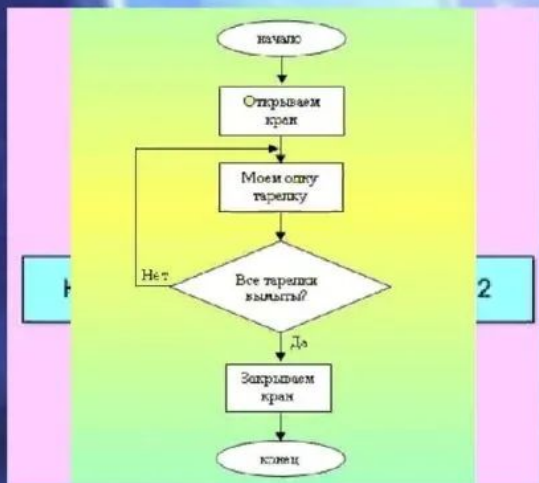 начало
Открываем
кран
Моем одну
тарелку
Нет
Все тарелки
вымыты?
2
Да
Закрываем
кран
конец